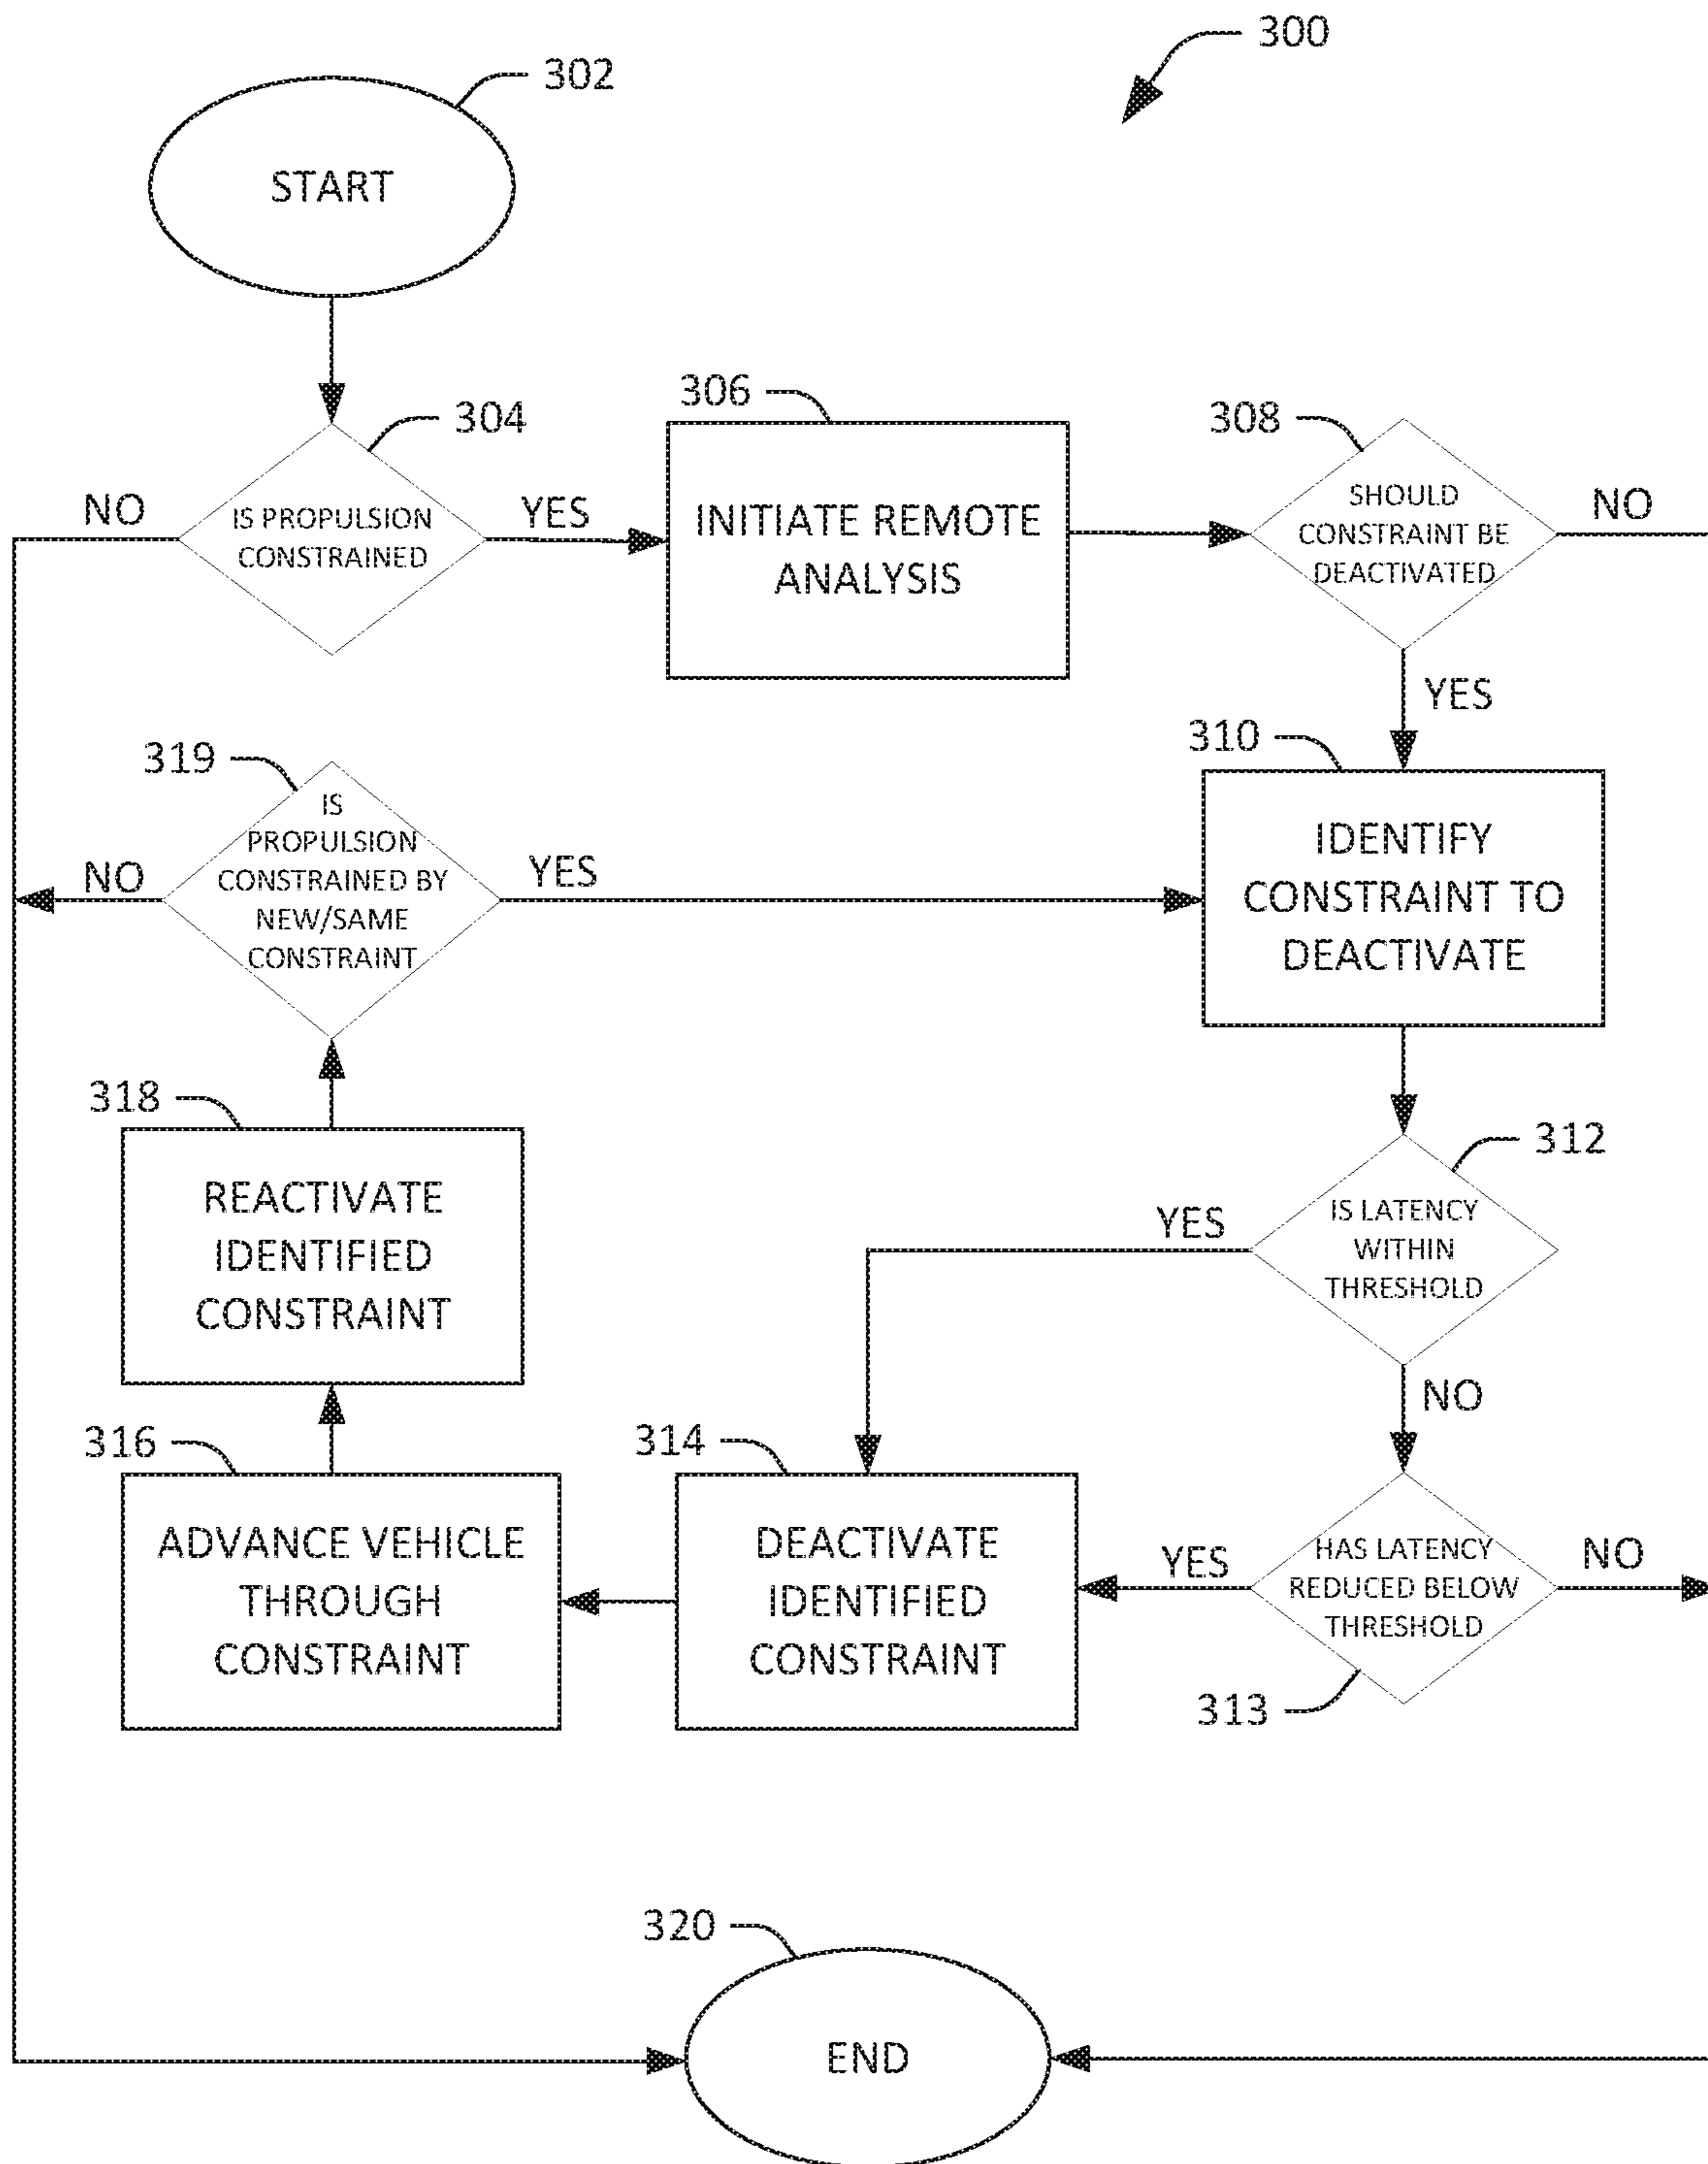 300
302
START
304
IS PROPULSION
CONSTRAINED
NO
YES
306
INITIATE REMOTE
ANALYSIS
308
SHOULD
CONSTRAINT BE
DEACTIVATED
NO
YES
310
IDENTIFY
CONSTRAINT TO
DEACTIVATE
319
IS
PROPULSION
CONSTRAINED BY
NEW/SAME
CONSTRAINT
NO
YES
318
REACTIVATE
IDENTIFIED
CONSTRAINT
312
IS LATENCY
WITHIN
THRESHOLD
YES
NO
316
ADVANCE VEHICLE
THROUGH
CONSTRAINT
314
DEACTIVATE
IDENTIFIED
CONSTRAINT
YES
HAS LATENCY
REDUCED BELOW
THRESHOLD
NO
313
320
END